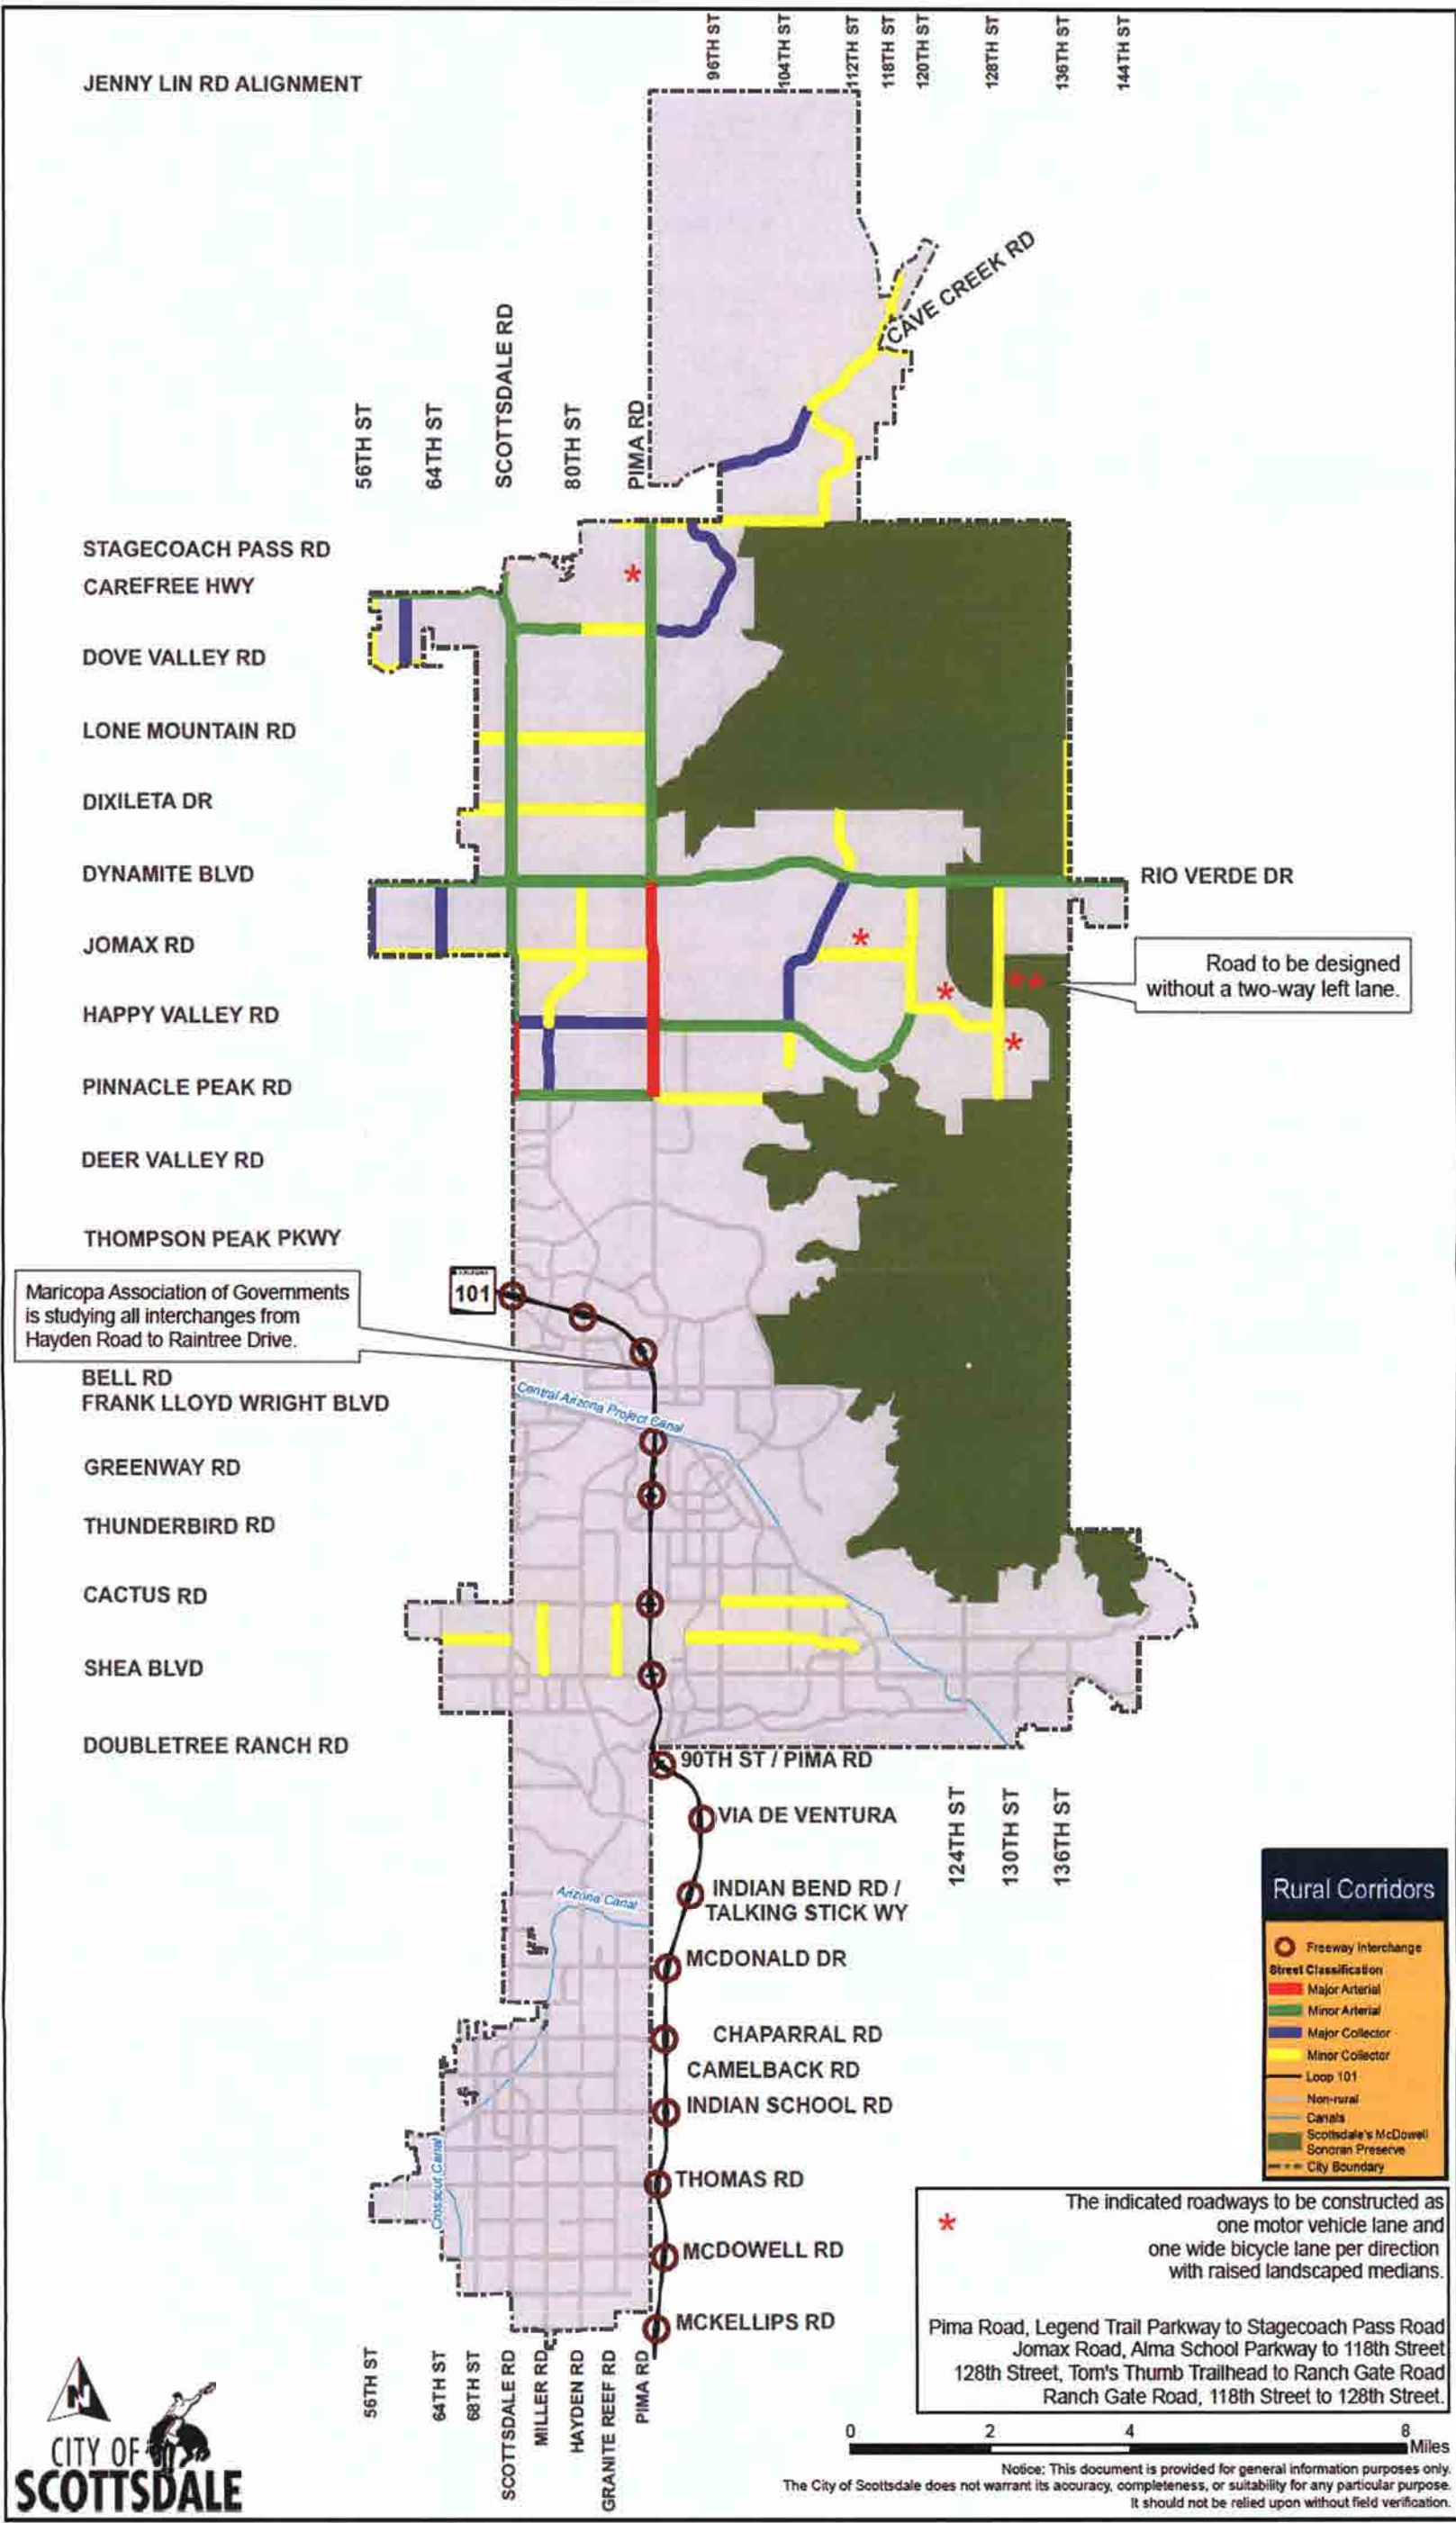 JENNY LIN RD ALIGNMENT
96TH ST
104TH ST
112TH ST
118TH ST
120TH ST
128TH ST
136TH ST
144TH ST
CAVE CREEK RD
56TH ST
64TH ST
SCOTTSDALE RD
80TH ST
PIMA RD
STAGECOACH PASS RD
CAREFREE HWY
DOVE VALLEY RD
LONE MOUNTAIN RD
DIXILETA DR
DYNAMITE BLVD
RIO VERDE DR
JOMAX RD
HAPPY VALLEY RD
PINNACLE PEAK RD
DEER VALLEY RD
THOMPSON PEAK PKWY
*
*
*
**
*
Road to be designed
without a two-way left lane.
101
Maricopa Association of Governments
is studying all interchanges from
Hayden Road to Raintree Drive.
BELL RD
FRANK LLOYD WRIGHT BLVD
Central Arizona Project Canal
GREENWAY RD
THUNDERBIRD RD
CACTUS RD
SHEA BLVD
DOUBLETREE RANCH RD
90TH ST / PIMA RD
VIA DE VENTURA
INDIAN BEND RD /
TALKING STICK WY
MCDONALD DR
CHAPARRAL RD
CAMELBACK RD
INDIAN SCHOOL RD
THOMAS RD
MCDOWELL RD
MCKELLIPS RD
124TH ST
130TH ST
136TH ST
Arizona Canal
Crosscut Canal
56TH ST
64TH ST
68TH ST
SCOTTSDALE RD
MILLER RD
HAYDEN RD
GRANITE REEF RD
PIMA RD
Rural Corridors
Freeway Interchange
Street Classification
Major Arterial
Minor Arterial
Major Collector
Minor Collector
Loop 101
Non-rural
Canals
Scottsdale's McDowell
Sonoran Preserve
City Boundary
*
The indicated roadways to be constructed as
one motor vehicle lane and
one wide bicycle lane per direction
with raised landscaped medians.
Pima Road, Legend Trail Parkway to Stagecoach Pass Road
Jomax Road, Alma School Parkway to 118th Street
128th Street, Tom's Thumb Trailhead to Ranch Gate Road
Ranch Gate Road, 118th Street to 128th Street.
0 2 4 8
Miles
Notice: This document is provided for general information purposes only.
The City of Scottsdale does not warrant its accuracy, completeness, or suitability for any particular purpose.
It should not be relied upon without field verification.
N
CITY OF
SCOTTSDALE